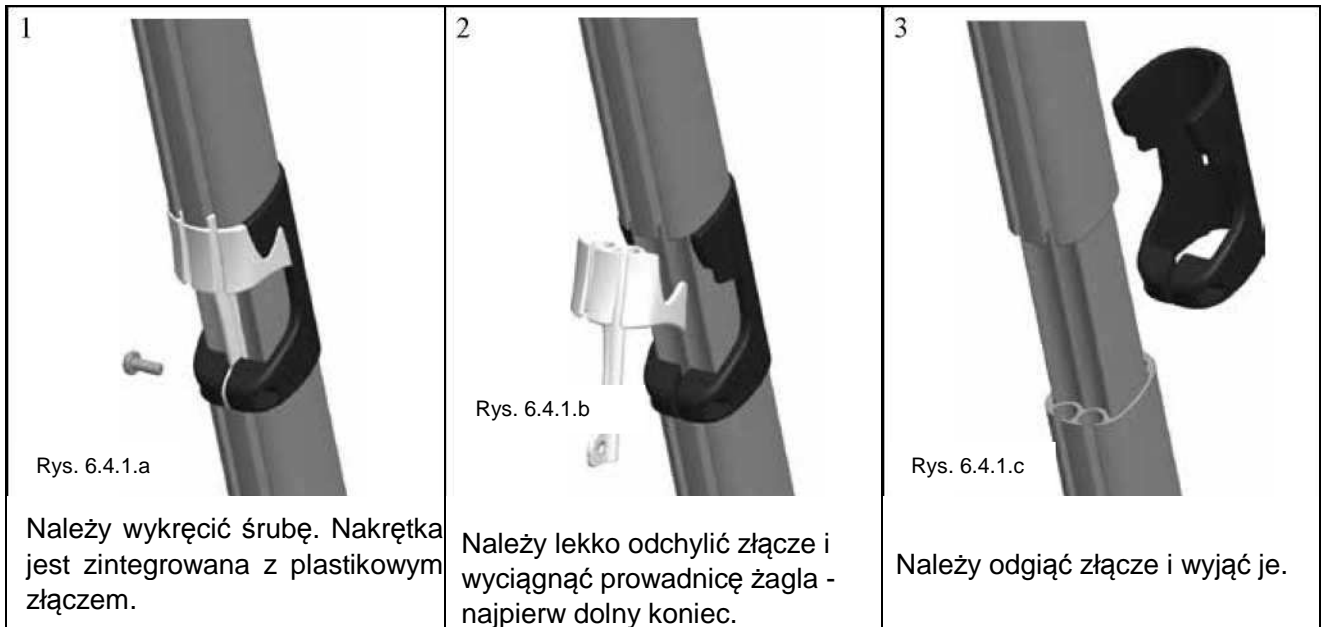 1
Rys. 6.4.1.a
Należy wykręcić śrubę. Nakrętka
jest zintegrowana z plastikowym
złączem.
2
Rys. 6.4.1.b
Należy lekko odchylić złącze i
wyciągnąć prowadnicę żagla -
najpierw dolny koniec.
3
Rys. 6.4.1.c
Należy odgiąć złącze i wyjąć je.